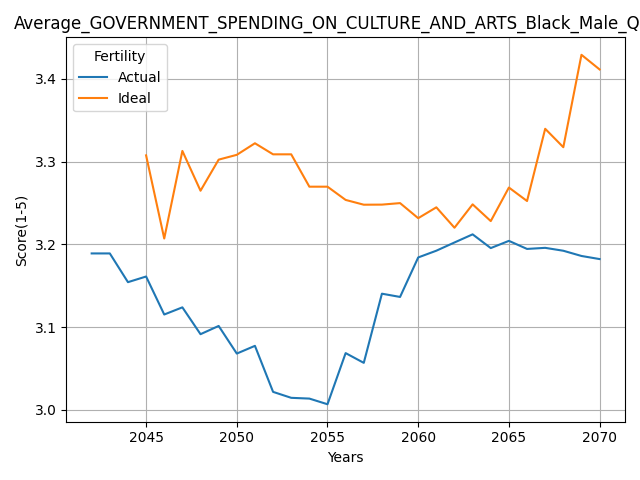 Average_GOVERNMENT_SPENDING_ON_CULTURE_AND_ARTS_Black_Male_Q
Fertility
Actual
Ideal
3.4
3.3
3.2
3.1
3.0
Score(1-5)
2045 2050 2055 2060 2065 2070
Years